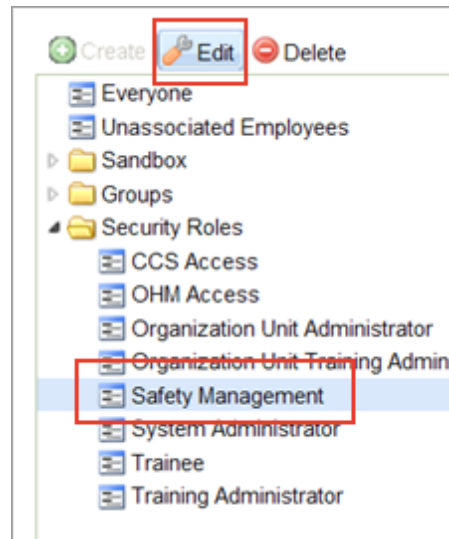 Create Edit Delete
Everyone
Unassociated Employees
Sandbox
Groups
Security Roles
CCS Access
OHM Access
Organization Unit Administrator
Organization Unit Training Admin
Safety Management
System Administrator
Trainee
Training Administrator